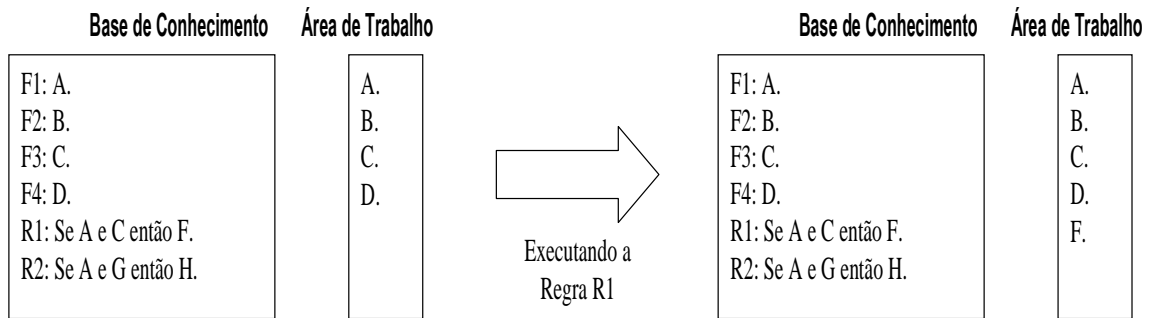 Base de Conhecimento
Área de Trabalho
F1: A.
F2: B.
F3: C.
F4: D.
R1: Se A e C então F.
R2: Se A e G então H.
A.
B.
C.
D.
Executando a
Regra R1
Base de Conhecimento
Área de Trabalho
F1: A.
F2: B.
F3: C.
F4: D.
R1: Se A e C então F.
R2: Se A e G então H.
A.
B.
C.
D.
F.